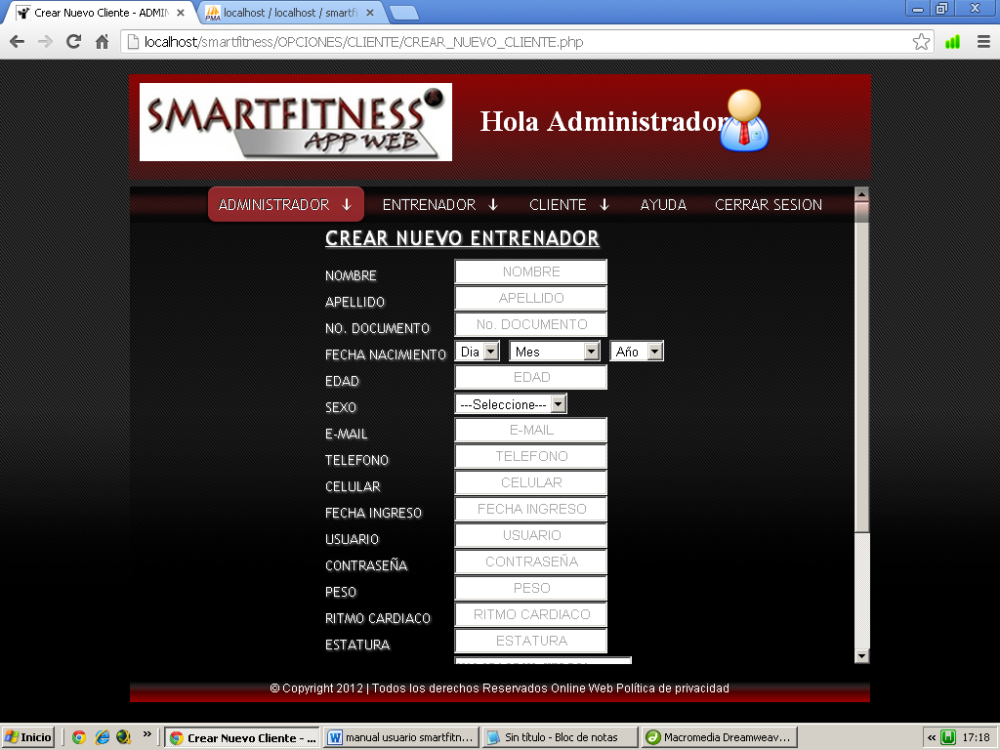 Crear Nuevo Cliente - ADMIN
localhost / localhost / smartfi
localhost/smartfitness/OPCIONES/CLIENTE/CREAR_NUEVO_CLIENTE.php
SMARTFITNESS
APP WEB
Hola Administrador
ADMINISTRADOR ↓ ENTRENADOR ↓ CLIENTE ↓ AYUDA CERRAR SESION
CREAR NUEVO ENTRENADOR
NOMBRE NOMBRE
APELLIDO APELLIDO
NO. DOCUMENTO No. DOCUMENTO
FECHA NACIMIENTO Dia Mes Año
EDAD EDAD
SEXO ---Seleccione---
E-MAIL E-MAIL
TELEFONO TELEFONO
CELULAR CELULAR
FECHA INGRESO FECHA INGRESO
USUARIO USUARIO
CONTRASEÑA CONTRASEÑA
PESO PESO
RITMO CARDIACO RITMO CARDIACO
ESTATURA ESTATURA
© Copyright 2012 | Todos los derechos Reservados Online Web Política de privacidad
Inicio » Crear Nuevo Cliente - ... manual usuario smartfitn... Sin título - Bloc de notas Macromedia Dreamweav... « 17:18